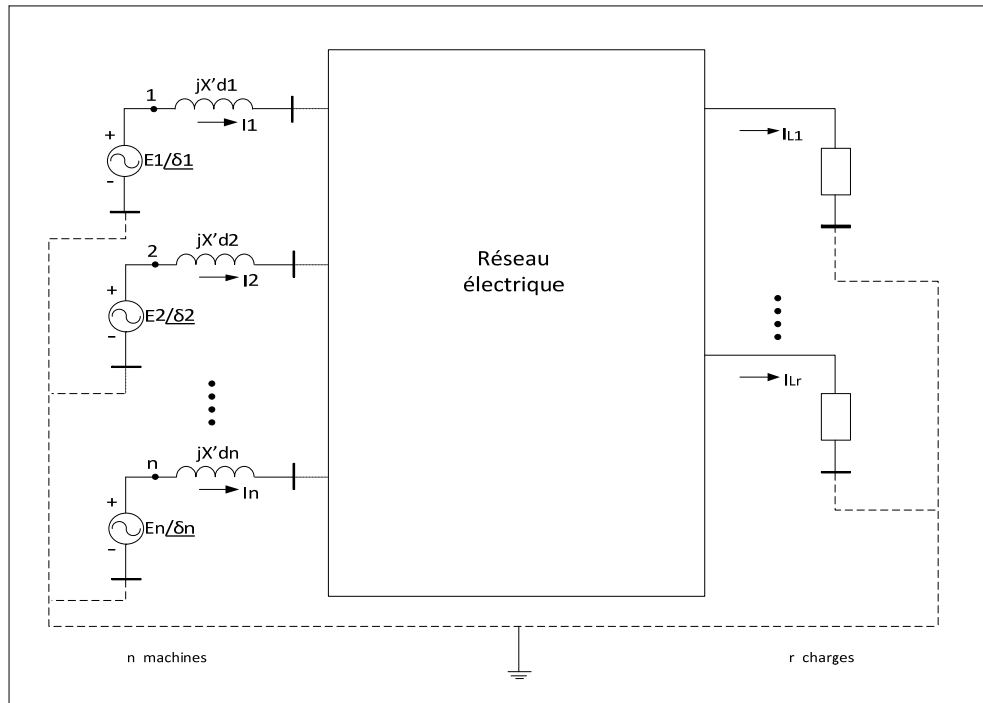 jX'd1
1
I1
+
E1/δ1
-
jX'd2
2
I2
+
E2/δ2
-
jX'dn
n
In
+
En/δn
-
Réseau
électrique
IL1
ILr
n machines
r charges